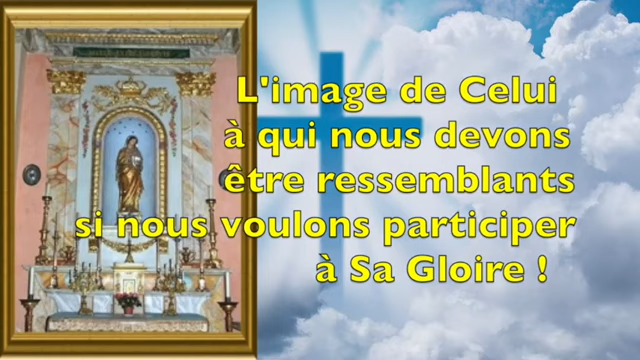 L'image de Celui
à qui nous devons
être ressemblants
si nous voulons participer
à Sa Gloire !